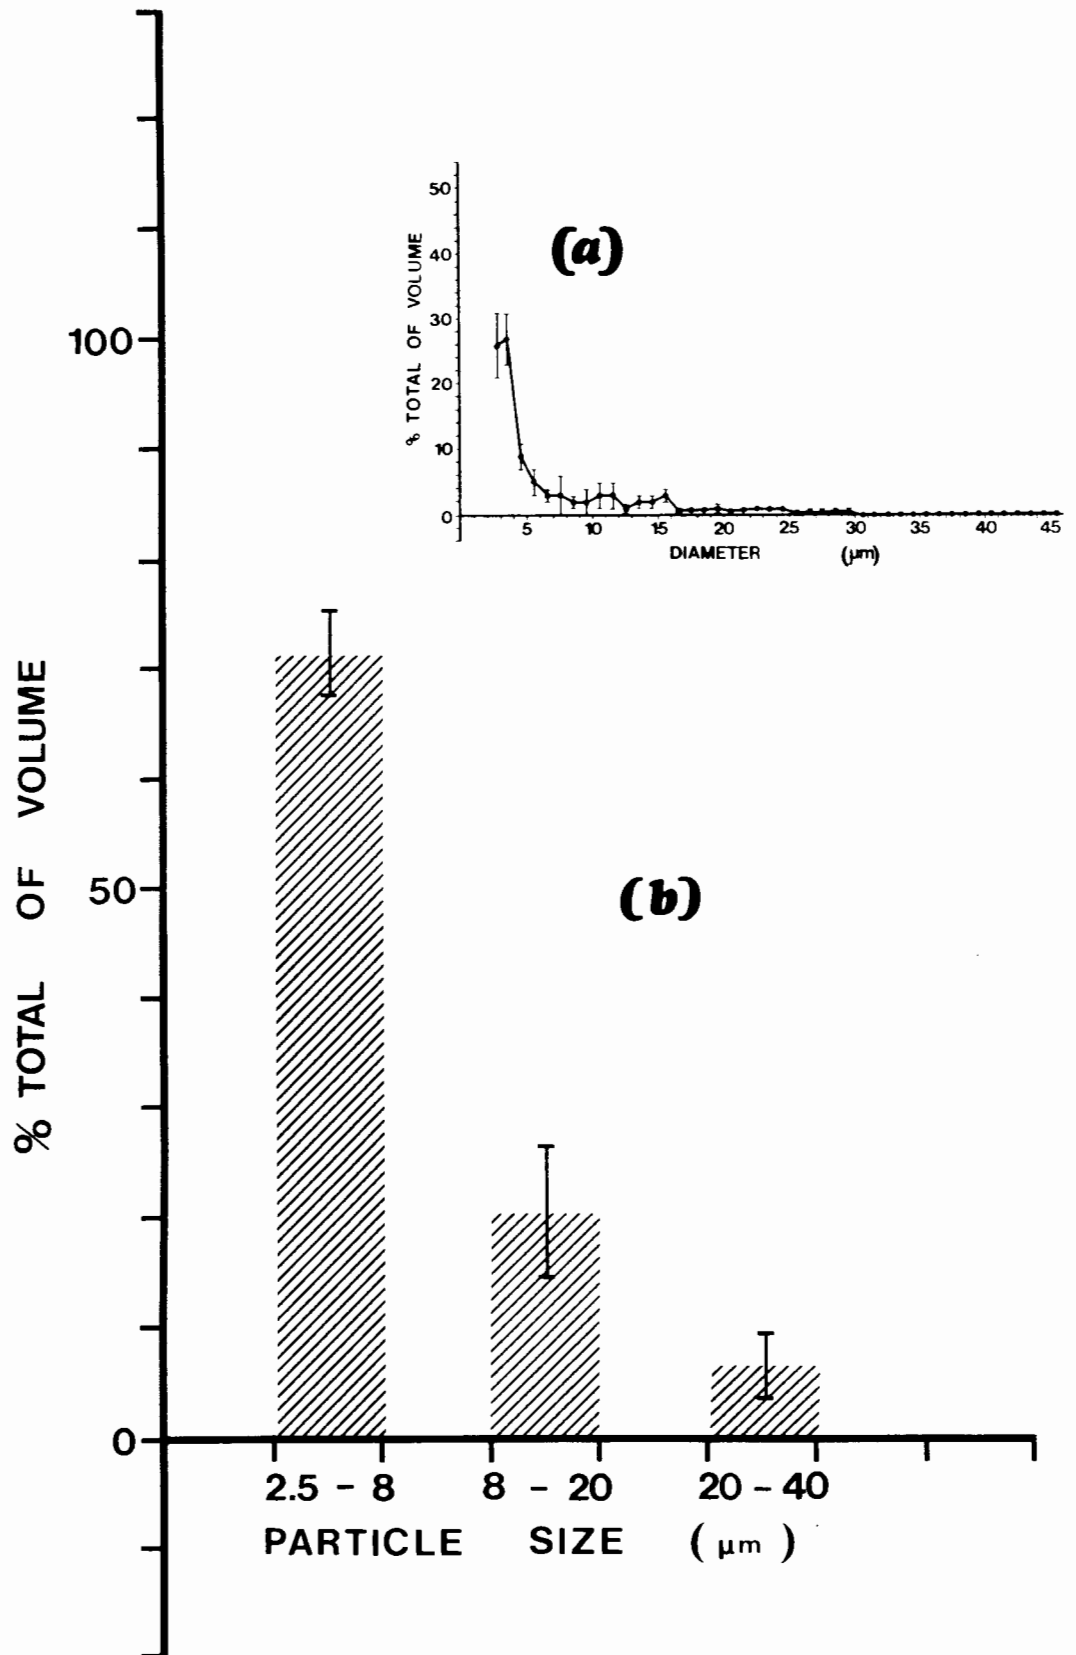 50
40
30
20
10
0
% TOTAL OF VOLUME
(a)
5 10 15 20 25 30 35 40 45
DIAMETER (µm)
100
50
0
% TOTAL OF VOLUME
(b)
2.5 - 8 8 - 20 20 - 40
PARTICLE SIZE (µm)